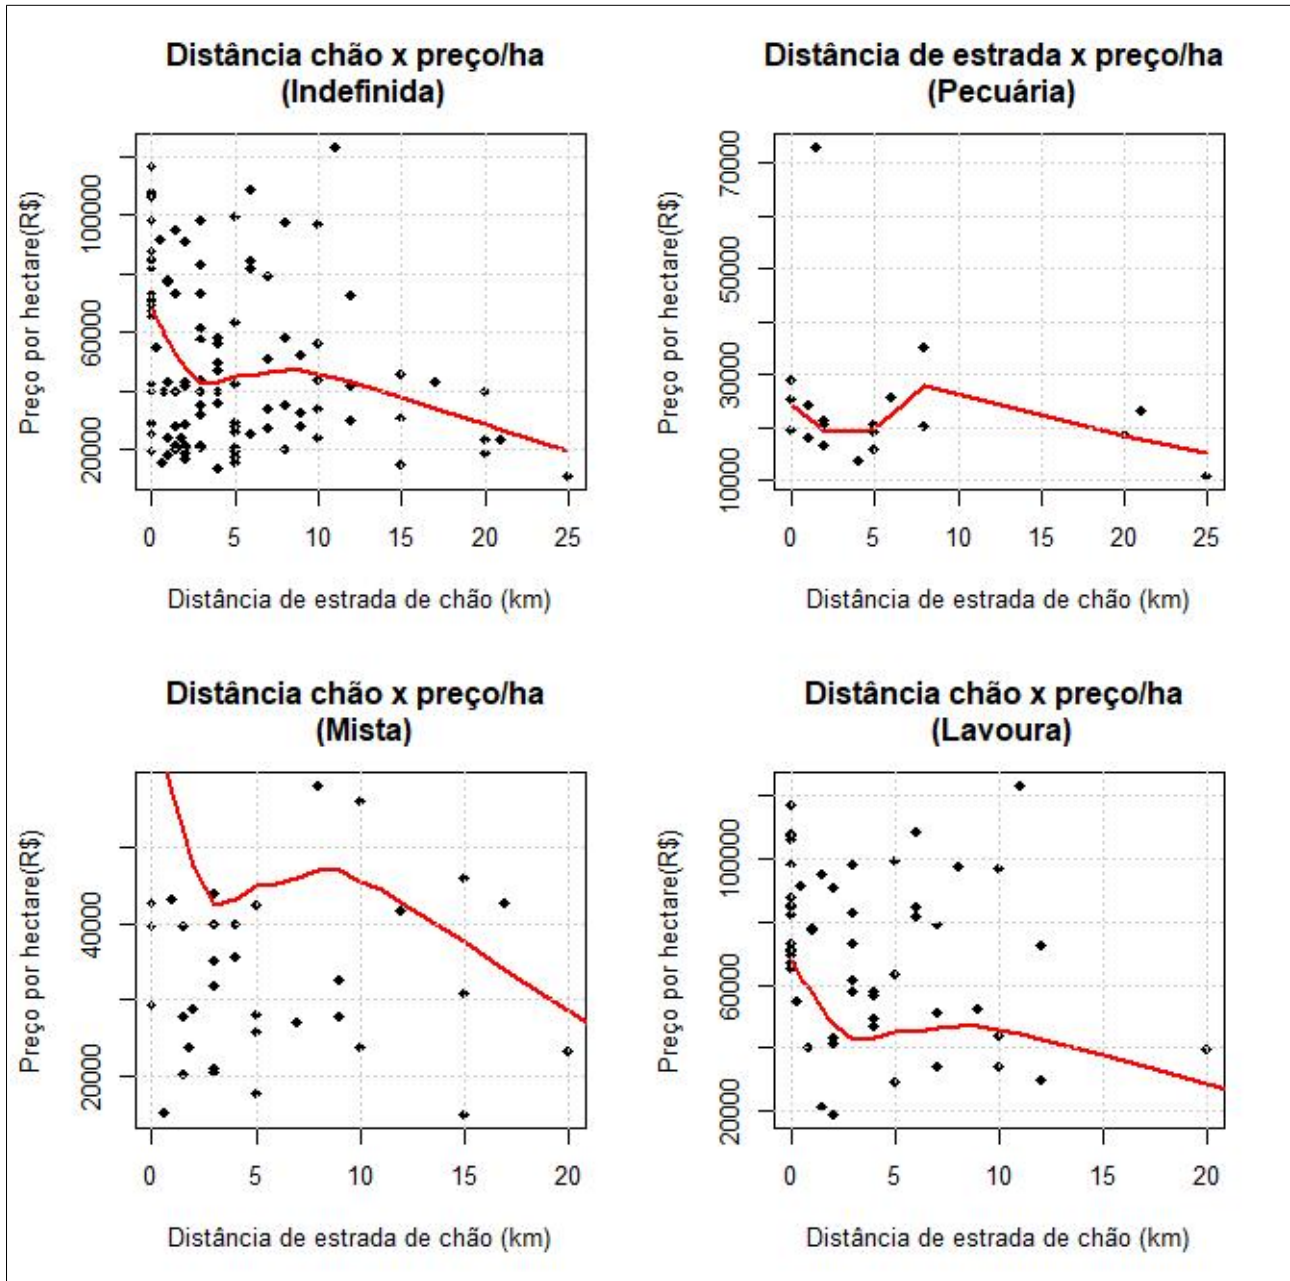 Distância chão x preço/ha
(Indefinida)
Preço por hectare(R$)
20000
60000
100000
0 5 10 15 20 25
Distância de estrada de chão (km)
Distância de estrada x preço/ha
(Pecuária)
Preço por hectare(R$)
10000
30000
50000
70000
0 5 10 15 20 25
Distância de estrada de chão (km)
Distância chão x preço/ha
(Mista)
Preço por hectare(R$)
20000
40000
0 5 10 15 20
Distância de estrada de chão (km)
Distância chão x preço/ha
(Lavoura)
Preço por hectare(R$)
20000
60000
100000
0 5 10 15 20
Distância de estrada de chão (km)